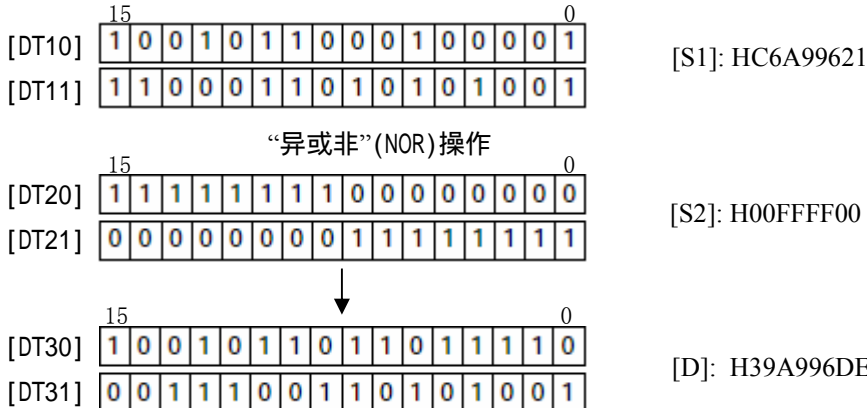 15 0
[DT10] 1 0 0 1 0 1 1 0 0 0 1 0 0 0 0 1 [S1]: HC6A99621
[DT11] 1 1 0 0 0 1 1 0 1 0 1 0 1 0 0 1
“异或非”(NOR)操作
15 0
[DT20] 1 1 1 1 1 1 1 1 0 0 0 0 0 0 0 0 [S2]: H00FFFF00
[DT21] 0 0 0 0 0 0 0 0 1 1 1 1 1 1 1 1
15 0
[DT30] 1 0 0 1 0 1 1 0 1 1 0 1 1 1 1 0 [D]: H39A996DE
[DT31] 0 0 1 1 1 0 0 1 1 0 1 0 1 0 0 1